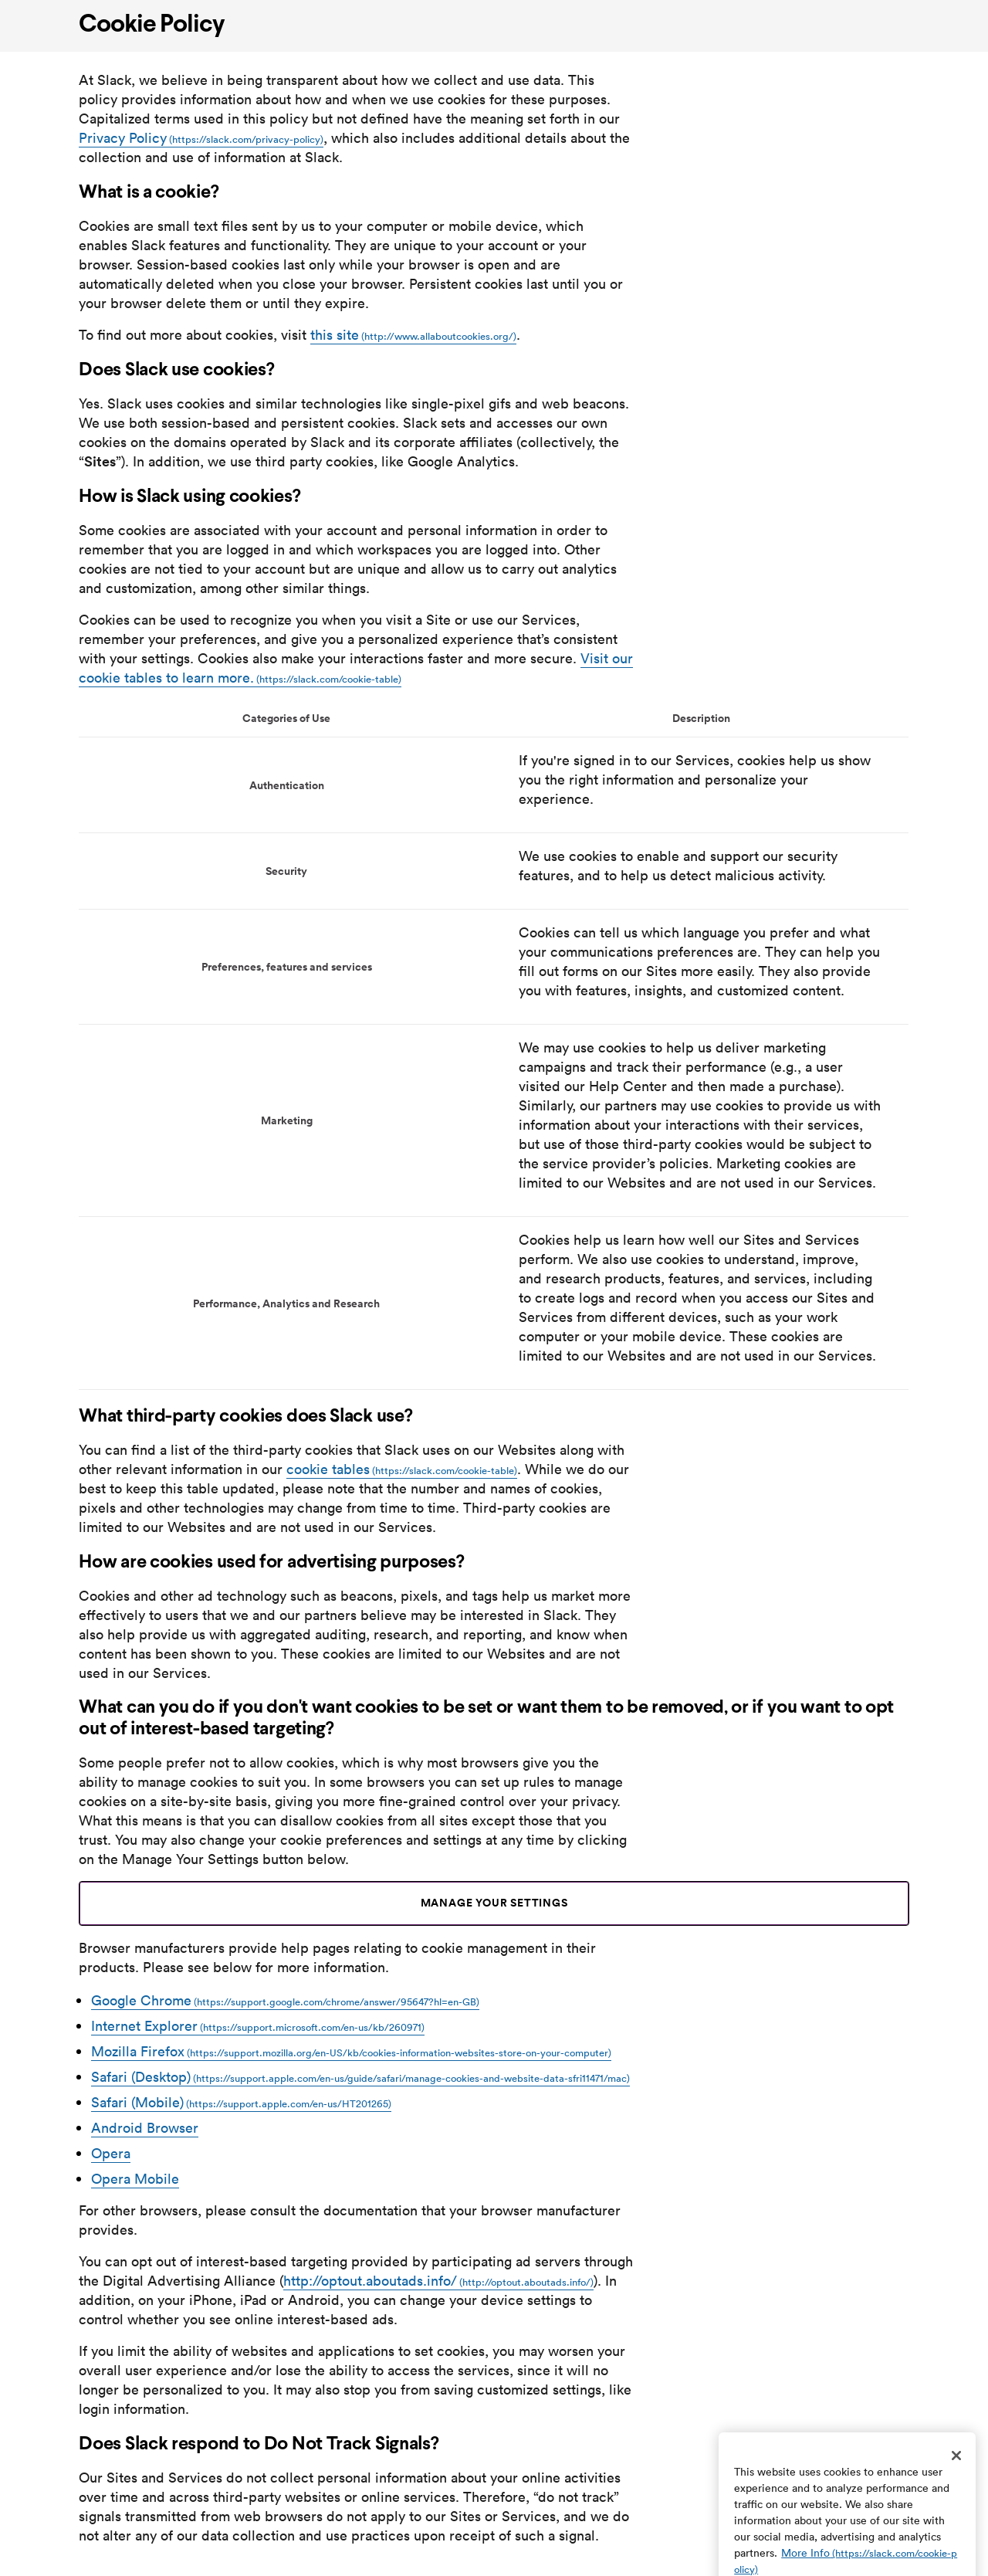 Cookie Policy
At Slack, we believe in being transparent about how we collect and use data. This
policy provides information about how and when we use cookies for these purposes.
Capitalized terms used in this policy but not defined have the meaning set forth in our
Privacy Policy (https://slack.com/privacy-policy), which also includes additional details about the
collection and use of information at Slack.
What is a cookie?
Cookies are small text files sent by us to your computer or mobile device, which
enables Slack features and functionality. They are unique to your account or your
browser. Session-based cookies last only while your browser is open and are
automatically deleted when you close your browser. Persistent cookies last until you or
your browser delete them or until they expire.
To find out more about cookies, visit this site (http://www.allaboutcookies.org/).
Does Slack use cookies?
Yes. Slack uses cookies and similar technologies like single-pixel gifs and web beacons.
We use both session-based and persistent cookies. Slack sets and accesses our own
cookies on the domains operated by Slack and its corporate affiliates (collectively, the
“Sites”). In addition, we use third party cookies, like Google Analytics.
How is Slack using cookies?
Some cookies are associated with your account and personal information in order to
remember that you are logged in and which workspaces you are logged into. Other
cookies are not tied to your account but are unique and allow us to carry out analytics
and customization, among other similar things.
Cookies can be used to recognize you when you visit a Site or use our Services,
remember your preferences, and give you a personalized experience that’s consistent
with your settings. Cookies also make your interactions faster and more secure. Visit our
cookie tables to learn more. (https://slack.com/cookie-table)
Categories of Use Description
Authentication
If you're signed in to our Services, cookies help us show
you the right information and personalize your
experience.
Security
We use cookies to enable and support our security
features, and to help us detect malicious activity.
Preferences, features and services
Cookies can tell us which language you prefer and what
your communications preferences are. They can help you
fill out forms on our Sites more easily. They also provide
you with features, insights, and customized content.
Marketing
We may use cookies to help us deliver marketing
campaigns and track their performance (e.g., a user
visited our Help Center and then made a purchase).
Similarly, our partners may use cookies to provide us with
information about your interactions with their services,
but use of those third-party cookies would be subject to
the service provider’s policies. Marketing cookies are
limited to our Websites and are not used in our Services.
Performance, Analytics and Research
Cookies help us learn how well our Sites and Services
perform. We also use cookies to understand, improve,
and research products, features, and services, including
to create logs and record when you access our Sites and
Services from different devices, such as your work
computer or your mobile device. These cookies are
limited to our Websites and are not used in our Services.
What third-party cookies does Slack use?
You can find a list of the third-party cookies that Slack uses on our Websites along with
other relevant information in our cookie tables (https://slack.com/cookie-table). While we do our
best to keep this table updated, please note that the number and names of cookies,
pixels and other technologies may change from time to time. Third-party cookies are
limited to our Websites and are not used in our Services.
How are cookies used for advertising purposes?
Cookies and other ad technology such as beacons, pixels, and tags help us market more
effectively to users that we and our partners believe may be interested in Slack. They
also help provide us with aggregated auditing, research, and reporting, and know when
content has been shown to you. These cookies are limited to our Websites and are not
used in our Services.
What can you do if you don't want cookies to be set or want them to be removed, or if you want to opt
out of interest-based targeting?
Some people prefer not to allow cookies, which is why most browsers give you the
ability to manage cookies to suit you. In some browsers you can set up rules to manage
cookies on a site-by-site basis, giving you more fine-grained control over your privacy.
What this means is that you can disallow cookies from all sites except those that you
trust. You may also change your cookie preferences and settings at any time by clicking
on the Manage Your Settings button below.
MANAGE YOUR SETTINGS
Browser manufacturers provide help pages relating to cookie management in their
products. Please see below for more information.
• Google Chrome (https://support.google.com/chrome/answer/95647?hl=en-GB)
• Internet Explorer (https://support.microsoft.com/en-us/kb/260971)
• Mozilla Firefox (https://support.mozilla.org/en-US/kb/cookies-information-websites-store-on-your-computer)
• Safari (Desktop) (https://support.apple.com/en-us/guide/safari/manage-cookies-and-website-data-sfri11471/mac)
• Safari (Mobile) (https://support.apple.com/en-us/HT201265)
• Android Browser
• Opera
• Opera Mobile
For other browsers, please consult the documentation that your browser manufacturer
provides.
You can opt out of interest-based targeting provided by participating ad servers through
the Digital Advertising Alliance (http://optout.aboutads.info/ (http://optout.aboutads.info/)). In
addition, on your iPhone, iPad or Android, you can change your device settings to
control whether you see online interest-based ads.
If you limit the ability of websites and applications to set cookies, you may worsen your
overall user experience and/or lose the ability to access the services, since it will no
longer be personalized to you. It may also stop you from saving customized settings, like
login information.
Does Slack respond to Do Not Track Signals?
Our Sites and Services do not collect personal information about your online activities
over time and across third-party websites or online services. Therefore, “do not track”
signals transmitted from web browsers do not apply to our Sites or Services, and we do
not alter any of our data collection and use practices upon receipt of such a signal.
This website uses cookies to enhance user
experience and to analyze performance and
traffic on our website. We also share
information about your use of our site with
our social media, advertising and analytics
partners. More Info (https://slack.com/cookie-p
olicy)